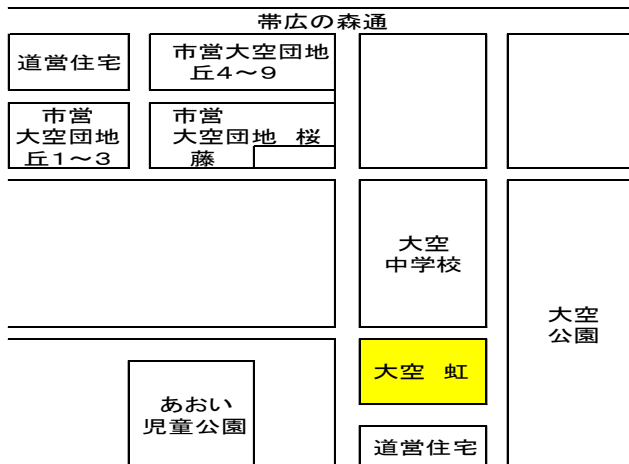 帯広の森通
道営住宅
市営大空団地
丘4～9
市営
大空団地
丘1～3
市営
大空団地 桜
藤
大空
中学校
大空
公園
大空 虹
あおい
児童公園
道営住宅